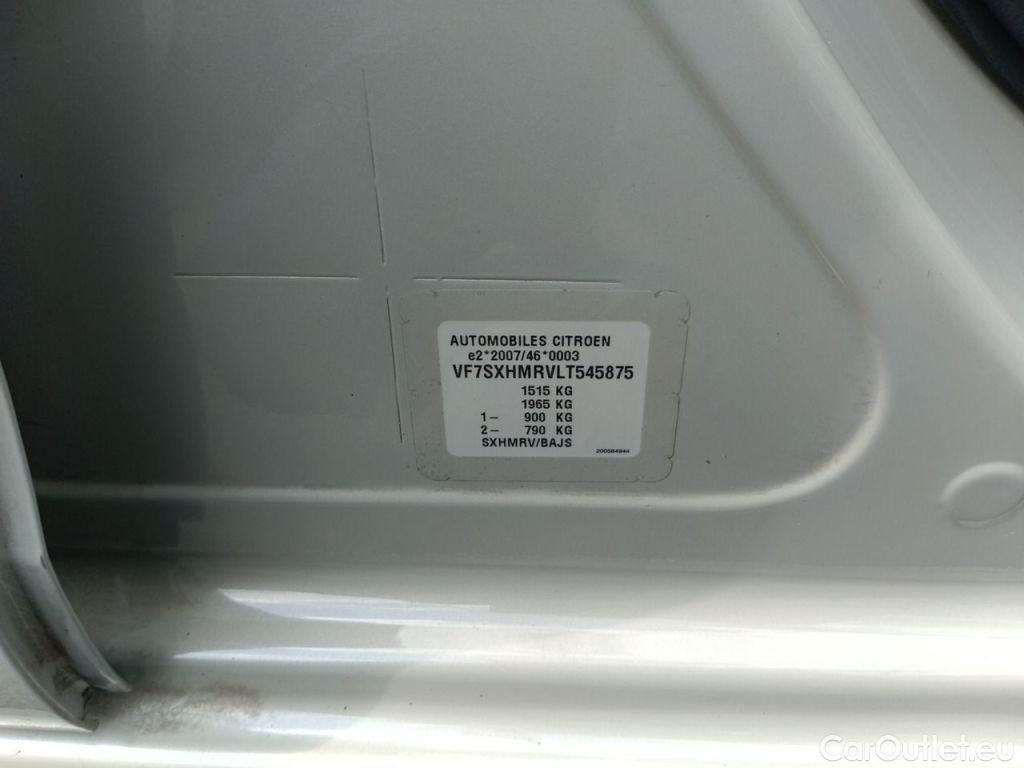 AUTOMOBILES CITROEN
e2*2007/46*0003
VF7SXHMRVLT545875
1515 KG
1965 KG
1- 900 KG
2- 790 KG
SXHMRV/BAJS
200584944
CarOutlet.eu